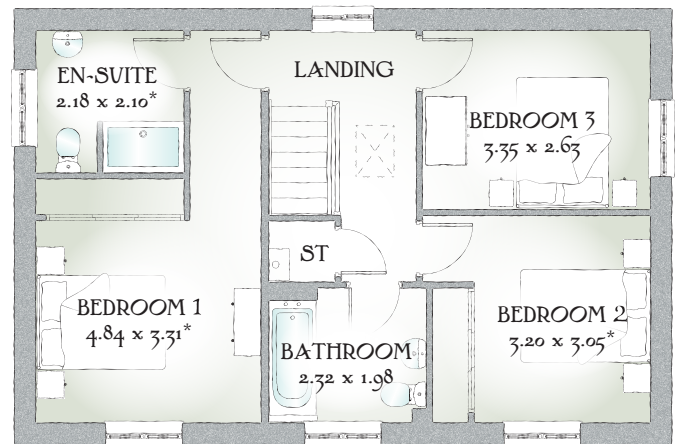 EN-SUITE
2.18 x 2.10*
LANDING
BEDROOM 3
3.35 x 2.63
ST
BEDROOM 1
4.84 x 3.31*
BEDROOM 2
3.20 x 3.05*
BATHROOM
2.32 x 1.98